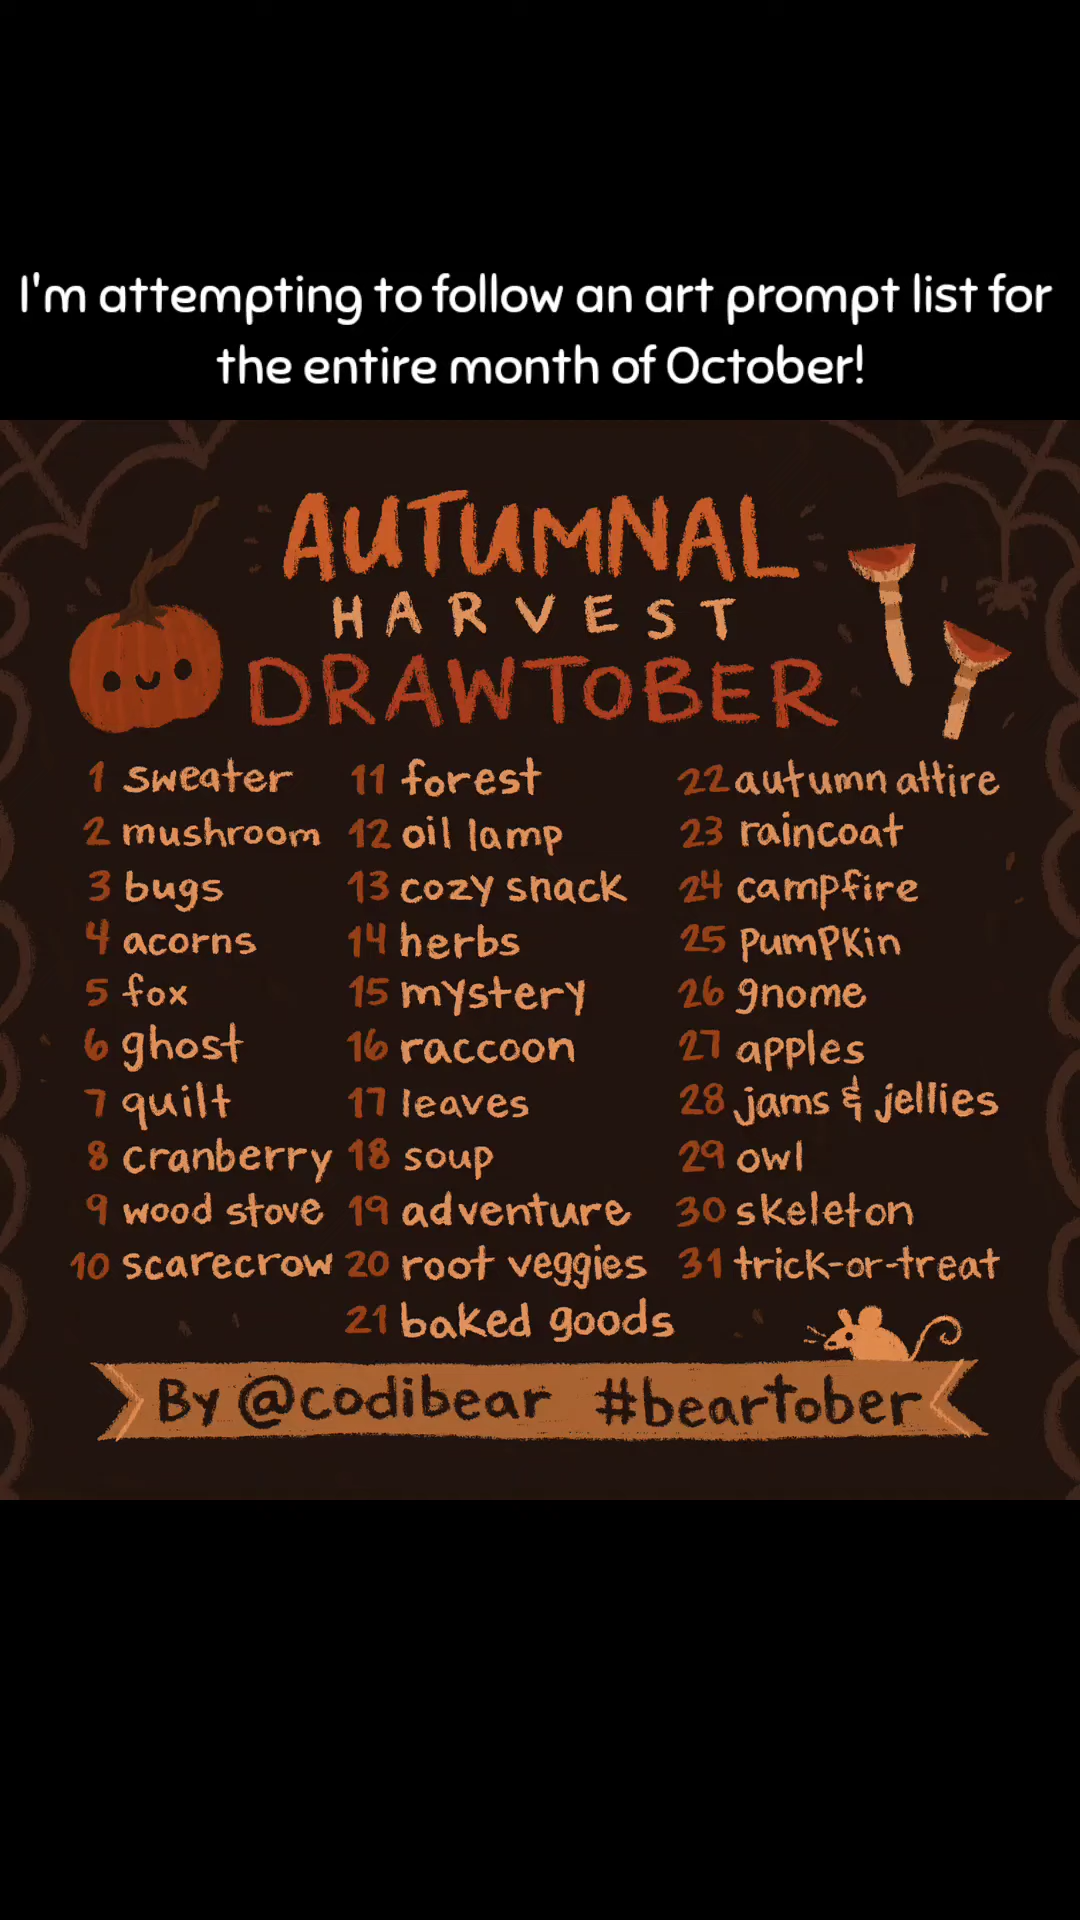 I'm attempting to follow an art prompt list for
the entire month of October!
AUTUMNAL
HARVEST
DRAWTOBER
1 sweater
2 mushroom
3 bugs
4 acorns
5 fox
6 ghost
7 quilt
8 cranberry
9 wood stove
10 scarecrow
11 forest
12 oil lamp
13 cozy snack
14 herbs
15 mystery
16 raccoon
17 leaves
18 soup
19 adventure
20 root veggies
21 baked goods
22 autumn attire
23 raincoat
24 campfire
25 PumPKin
26 gnome
27 apples
28 jams & jellies
29 owl
30 skeleton
31 trick-or-treat
By @codibear #beartober